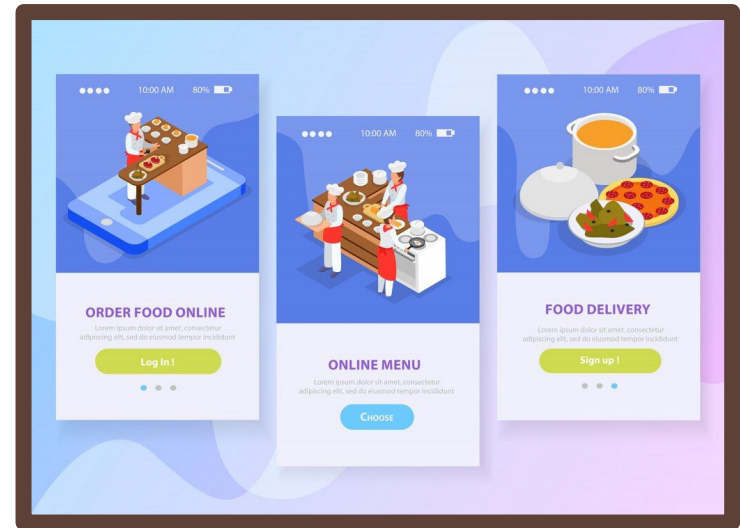 10:00 AM 80%
ORDER FOOD ONLINE
Lorem ipsum dolor sit amet, consectetur
adipiscing elit, sed do eiusmod tempor incididunt
Log In !
10:00 AM 80%
ONLINE MENU
Lorem ipsum dolor sit amet, consectetur
adipiscing elit, sed do eiusmod tempor incididunt
CHOOSE
10:00 AM 80%
FOOD DELIVERY
Lorem ipsum dolor sit amet, consectetur
adipiscing elit, sed do eiusmod tempor incididunt
Sign up !